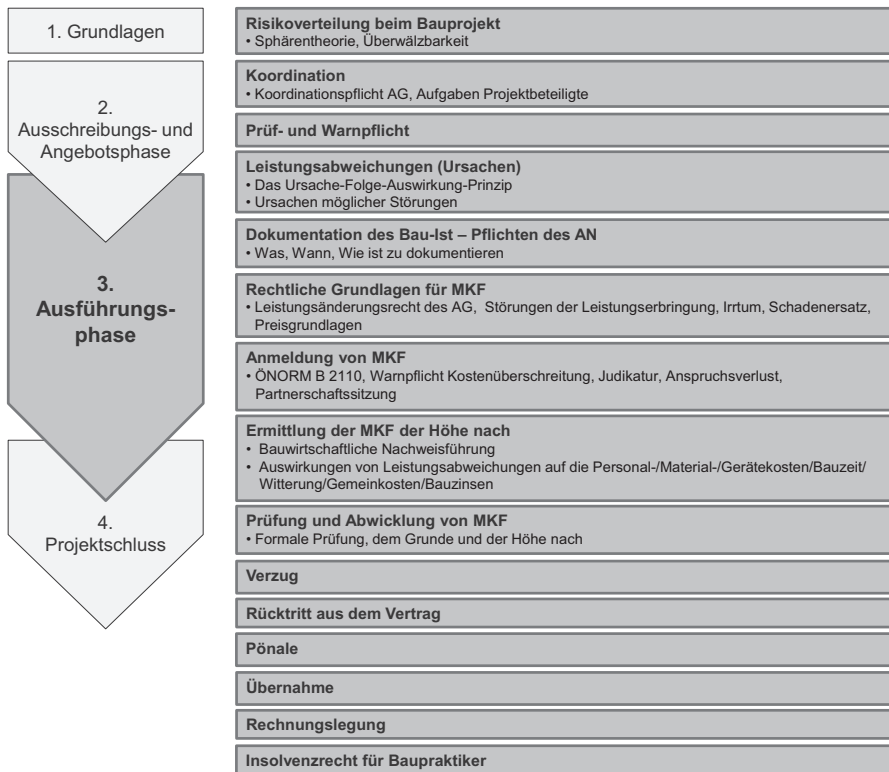 1. Grundlagen
2.
Ausschreibungs- und
Angebotsphase
3.
Ausführungs-
phase
4.
Projektschluss
Risikoverteilung beim Bauprojekt
• Sphärentheorie, Überwälzbarkeit
Koordination
• Koordinationspflicht AG, Aufgaben Projektbeteiligte
Prüf- und Warnpflicht
Leistungsabweichungen (Ursachen)
• Das Ursache-Folge-Auswirkung-Prinzip
• Ursachen möglicher Störungen
Dokumentation des Bau-Ist – Pflichten des AN
• Was, Wann, Wie ist zu dokumentieren
Rechtliche Grundlagen für MKF
• Leistungsänderungsrecht des AG, Störungen der Leistungserbringung, Irrtum, Schadenersatz,
Preisgrundlagen
Anmeldung von MKF
• ÖNORM B 2110, Warnpflicht Kostenüberschreitung, Judikatur, Anspruchsverlust,
Partnerschaftssitzung
Ermittlung der MKF der Höhe nach
• Bauwirtschaftliche Nachweisführung
• Auswirkungen von Leistungsabweichungen auf die Personal-/Material-/Gerätekosten/Bauzeit/
Witterung/Gemeinkosten/Bauzinsen
Prüfung und Abwicklung von MKF
• Formale Prüfung, dem Grunde und der Höhe nach
Verzug
Rücktritt aus dem Vertrag
Pönale
Übernahme
Rechnungslegung
Insolvenzrecht für Baupraktiker